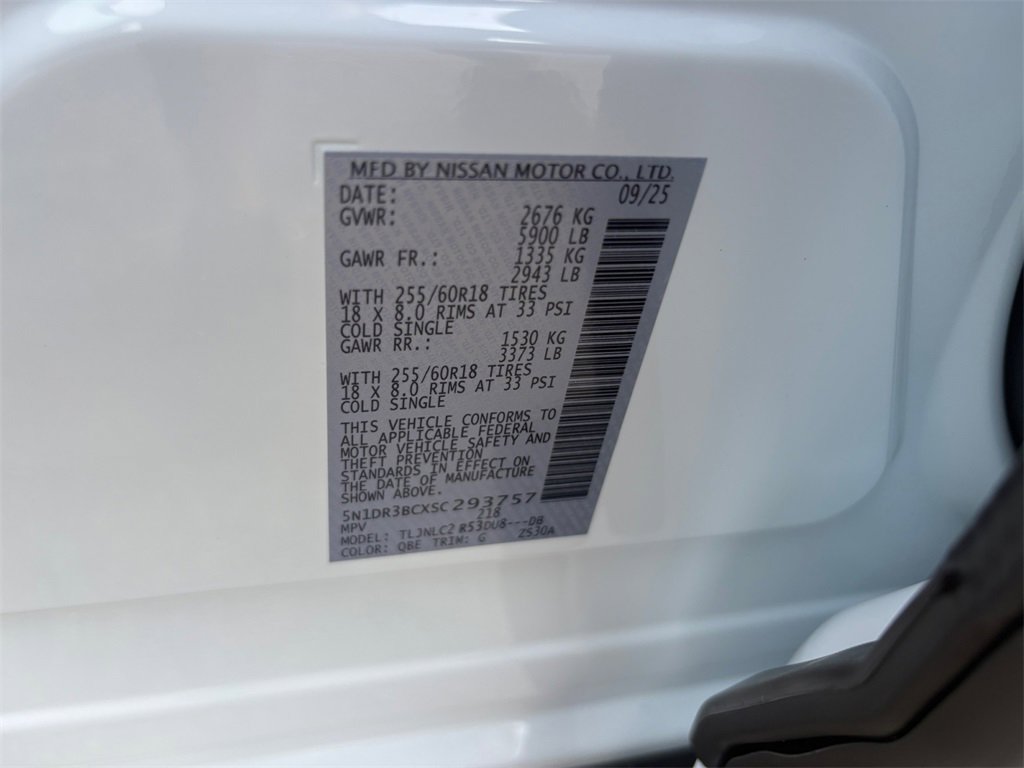 MFD BY NISSAN MOTOR CO., LTD.
DATE: 09/25
GVWR: 2676 KG
5900 LB
GAWR FR.: 1335 KG
2943 LB
WITH 255/60R18 TIRES
18 X 8.0 RIMS AT 33 PSI
COLD SINGLE
GAWR RR.: 1530 KG
3373 LB
WITH 255/60R18 TIRES
18 X 8.0 RIMS AT 33 PSI
COLD SINGLE
THIS VEHICLE CONFORMS TO
ALL APPLICABLE FEDERAL
MOTOR VEHICLE SAFETY AND
THEFT PREVENTION
STANDARDS IN EFFECT ON
THE DATE OF MANUFACTURE
SHOWN ABOVE.
5N1DR3BCXSC293757
MPV 218
MODEL: TLJNLC2 R53DU8---DB
COLOR: QBE TRIM: G ZS30A